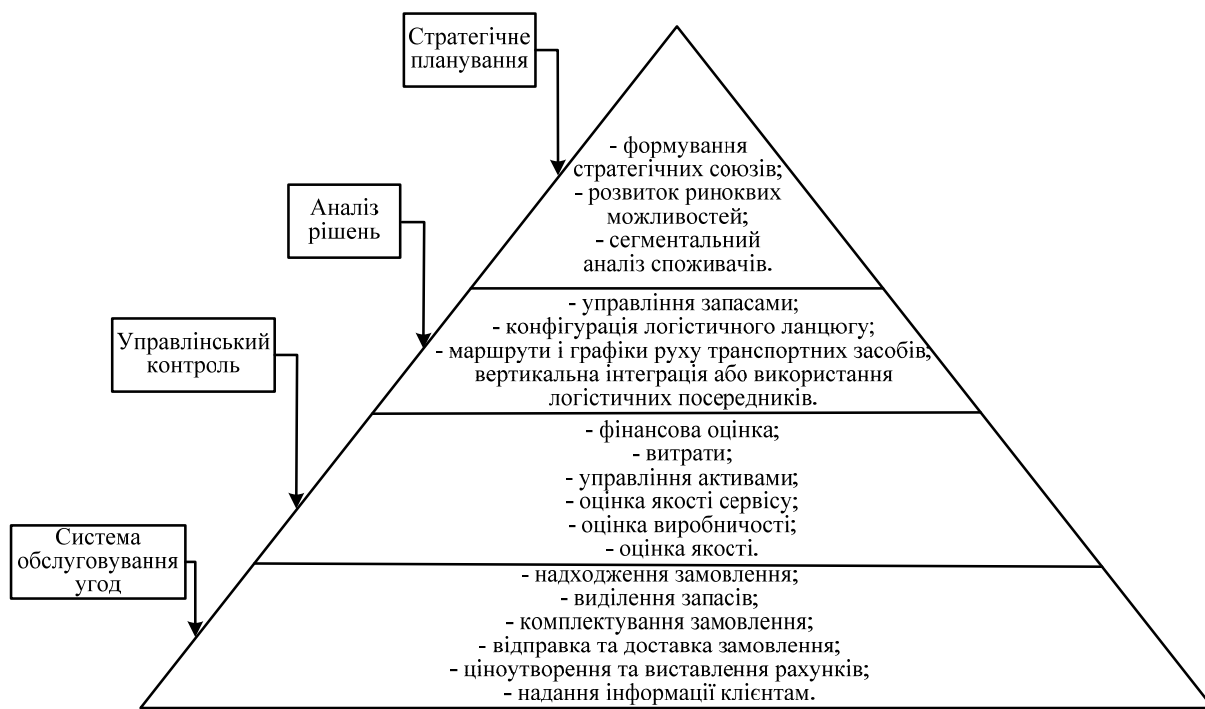 Стратегічне
планування
- формування
стратегічних союзів;
- розвиток риноквих
можливостей;
- сегментальний
аналіз споживачів.
Аналіз
рішень
- управління запасами;
- конфігурація логістичного ланцюгу;
- маршрути і графіки руху транспортних засобів;
вертикальна інтеграція або використання
логістичних посередників.
Управлінський
контроль
- фінансова оцінка;
- витрати;
- управління активами;
- оцінка якості сервісу;
- оцінка виробничості;
- оцінка якості.
Система
обслуговування
угод
- надходження замовлення;
- виділення запасів;
- комплектування замовлення;
- відправка та доставка замовлення;
- ціноутворення та виставлення рахунків;
- надання інформації клієнтам.